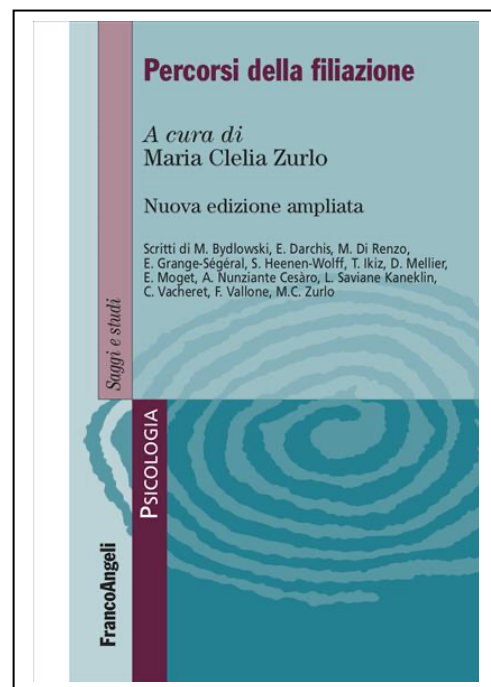 Percorsi della filiazione
A cura di
Maria Clelia Zurlo
Nuova edizione ampliata
Scritti di M. Bydlowski, E. Darchis, M. Di Renzo,
E. Grange-Ségéral, S. Heenen-Wolff, T. Ikiz, D. Mellier,
E. Moget, A. Nunziante Cesàro, L. Saviane Kaneklin,
C. Vacheret, F. Vallone, M.C. Zurlo
Saggi e studi
PSICOLOGIA
FrancoAngeli